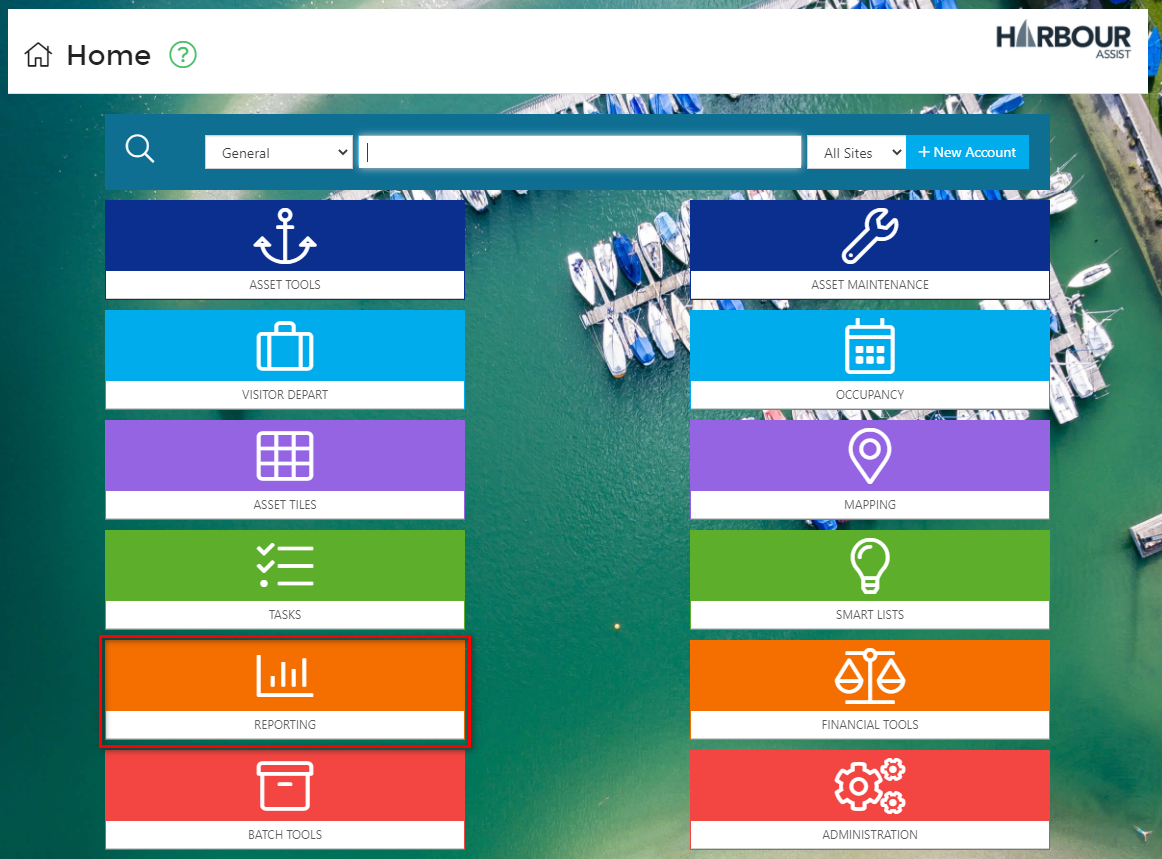 Home ?
HARBOUR
ASSIST
General
All Sites
+ New Account
ASSET TOOLS
ASSET MAINTENANCE
VISITOR DEPART
OCCUPANCY
ASSET TILES
MAPPING
TASKS
SMART LISTS
REPORTING
FINANCIAL TOOLS
BATCH TOOLS
ADMINISTRATION